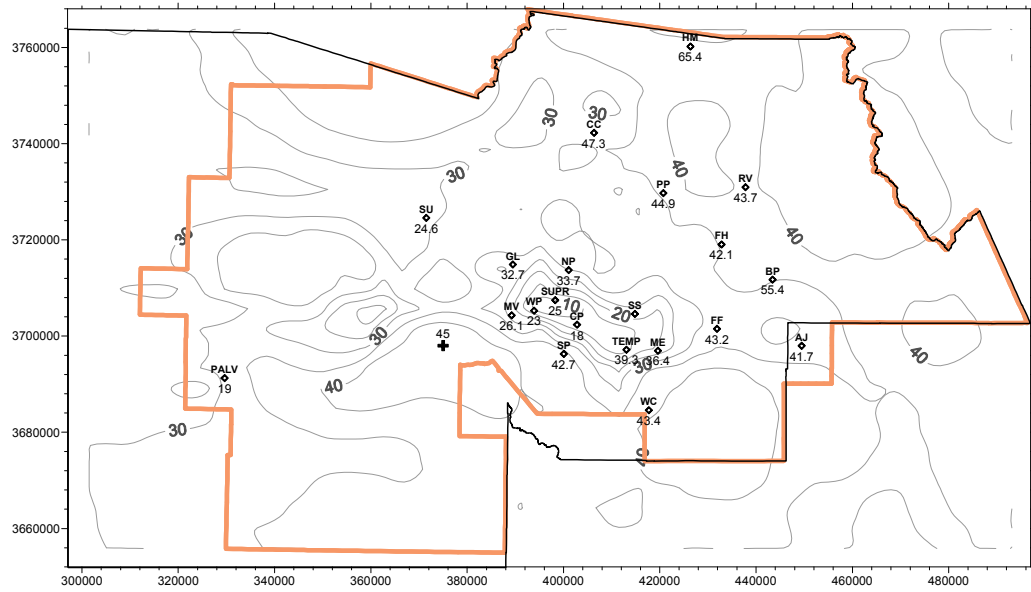 3760000
3740000
3720000
3700000
3680000
3660000
HM
65.4
30
30
CC
47.3
40
30
PP
44.9
RV
43.7
SU
24.6
30
40
FH
42.1
GL
32.7
NP
33.7
BP
55.4
SUPR
25
10
MV
26.1
WP
23
CP
18
20
SS
FF
43.2
30
45
SP
42.7
TEMP
39.3
ME
36.4
30
AJ
41.7
40
PALV
19
40
WC
43.4
30
40
300000 320000 340000 360000 380000 400000 420000 440000 460000 480000